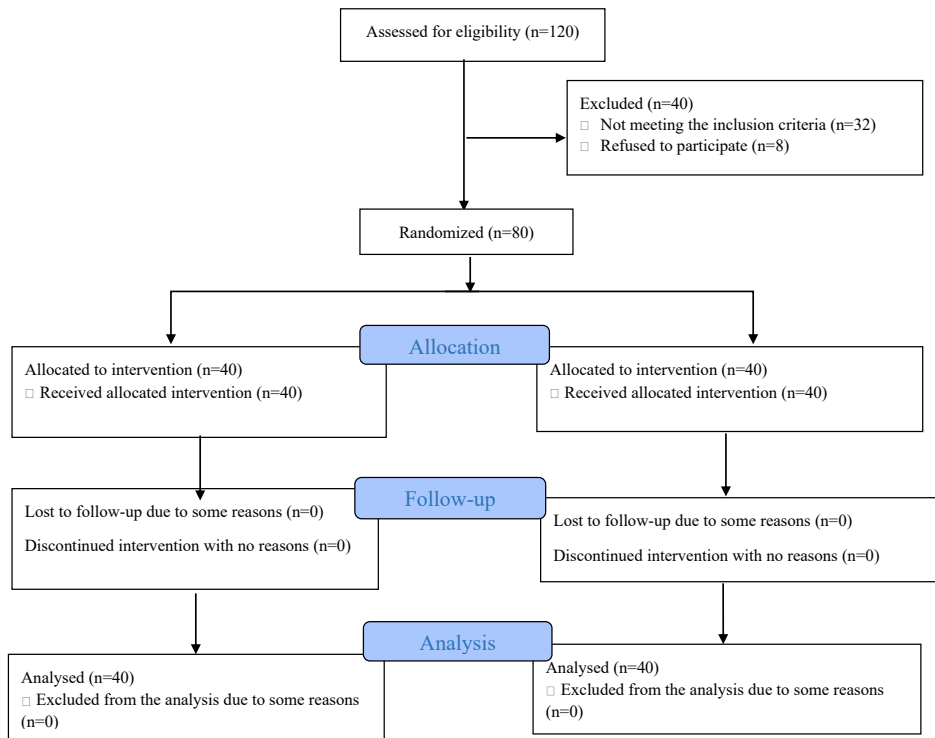 Assessed for eligibility (n=120)
Excluded (n=40)
□ Not meeting the inclusion criteria (n=32)
□ Refused to participate (n=8)
Randomized (n=80)
Allocation
Allocated to intervention (n=40)
□ Received allocated intervention (n=40)
Allocated to intervention (n=40)
□ Received allocated intervention (n=40)
Follow-up
Lost to follow-up due to some reasons (n=0)
Discontinued intervention with no reasons (n=0)
Lost to follow-up due to some reasons (n=0)
Discontinued intervention with no reasons (n=0)
Analysis
Analysed (n=40)
□ Excluded from the analysis due to some reasons
(n=0)
Analysed (n=40)
□ Excluded from the analysis due to some reasons
(n=0)